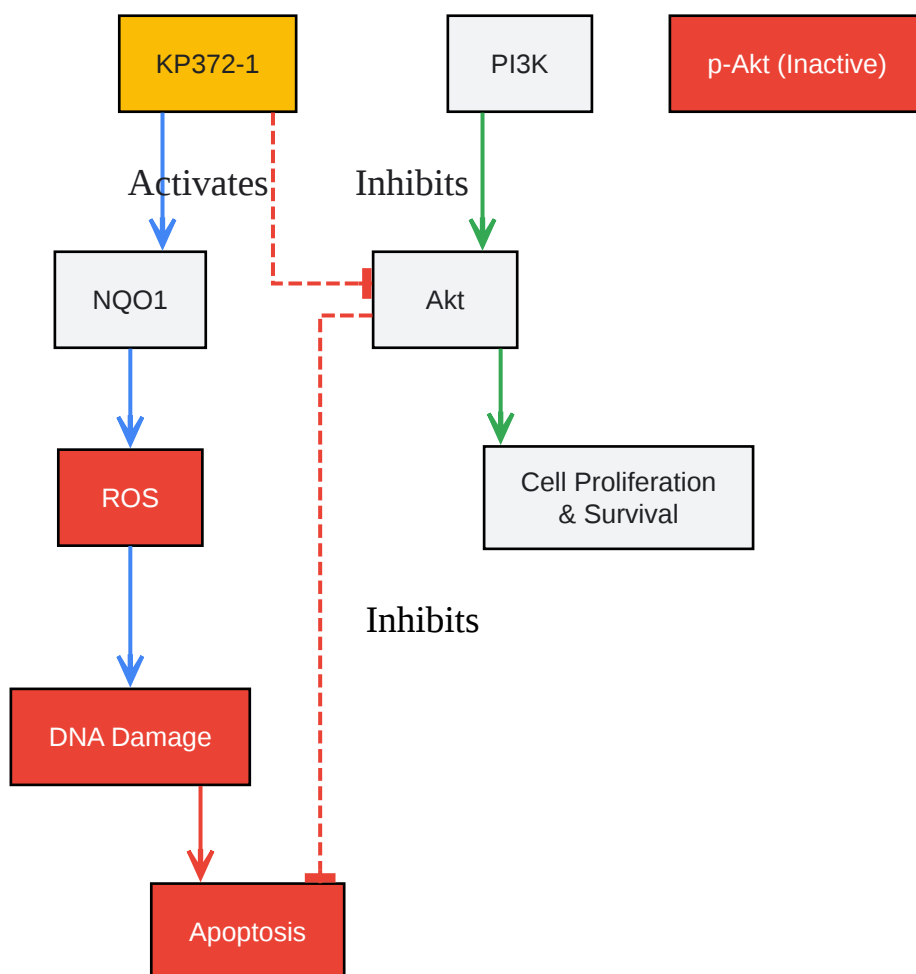 KP372-1
PI3K
p-Akt (Inactive)
Activates
Inhibits
NQO1
Akt
ROS
Cell Proliferation
& Survival
Inhibits
DNA Damage
Apoptosis